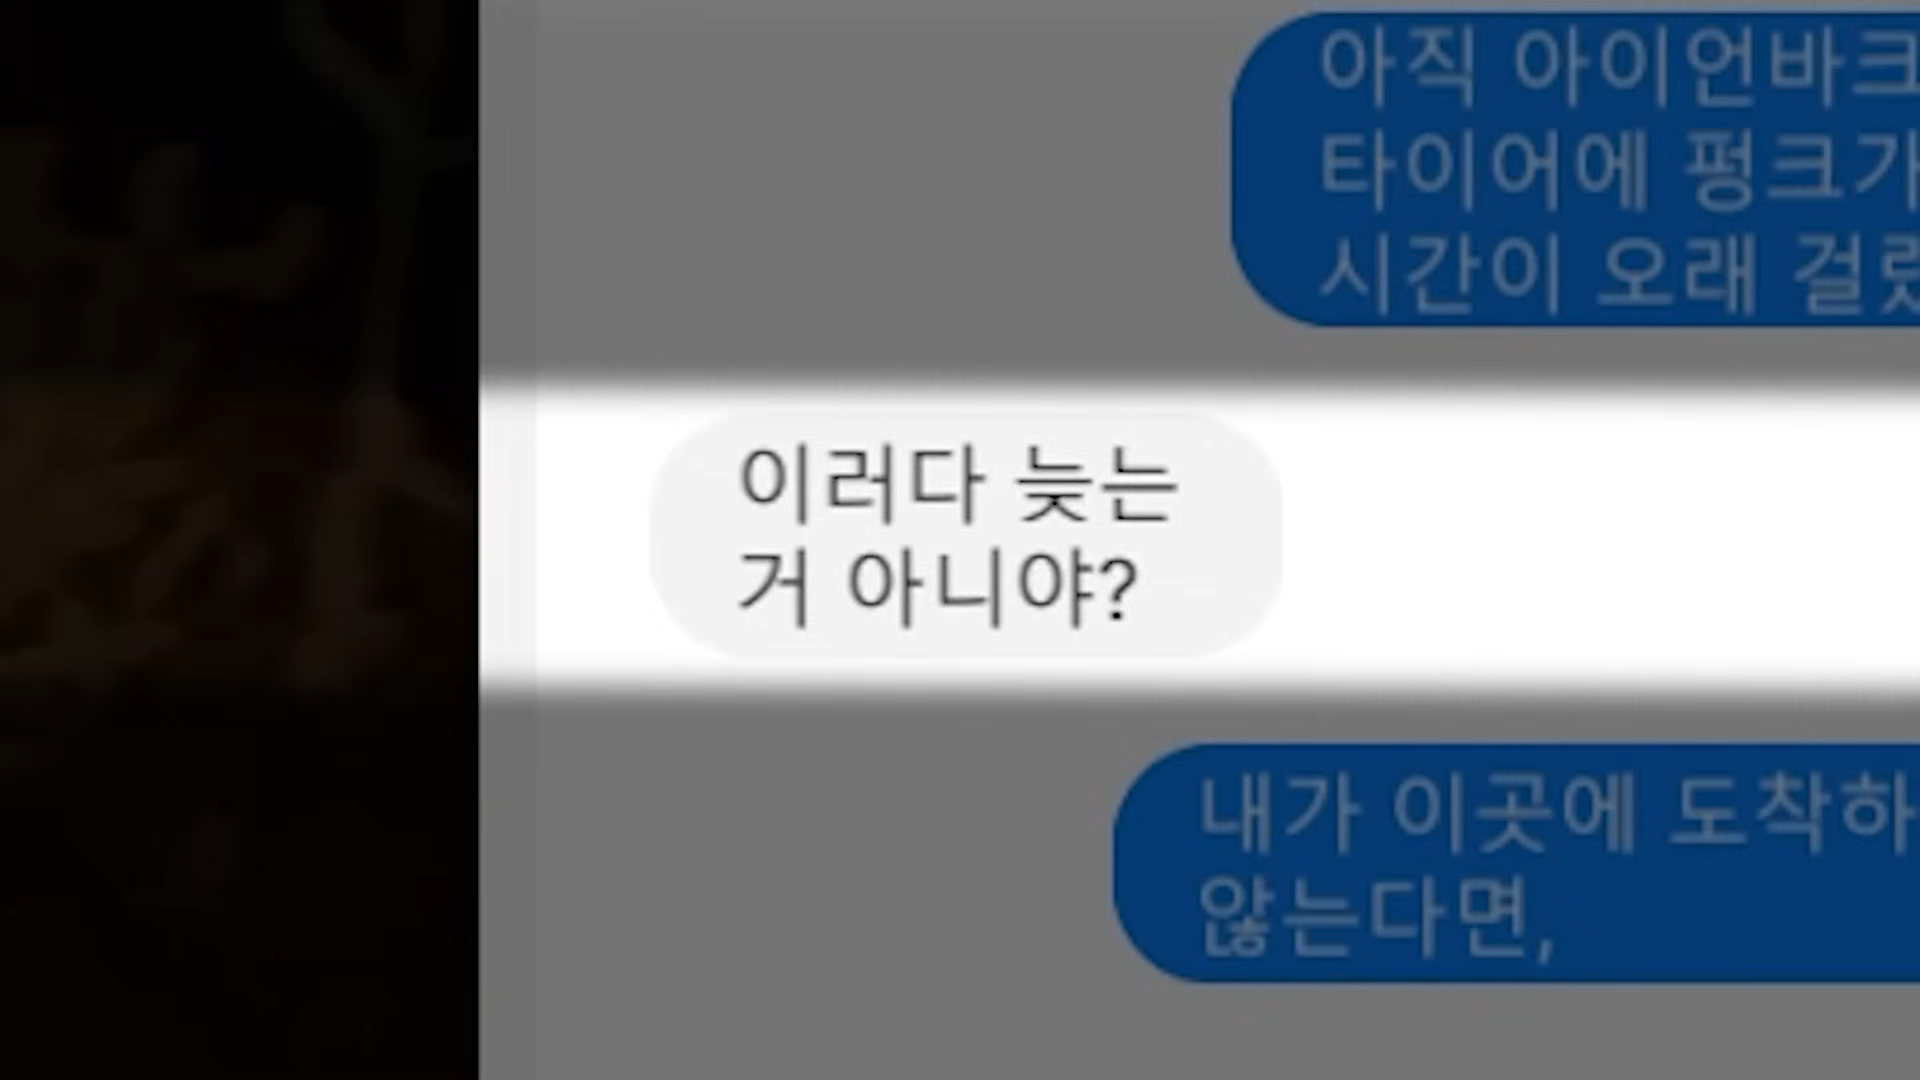 아직 아이언바크
타이어에 펑크가
시간이 오래 걸렸
이러다 늦는
거 아니야?
내가 이곳에 도착하
않는다면,